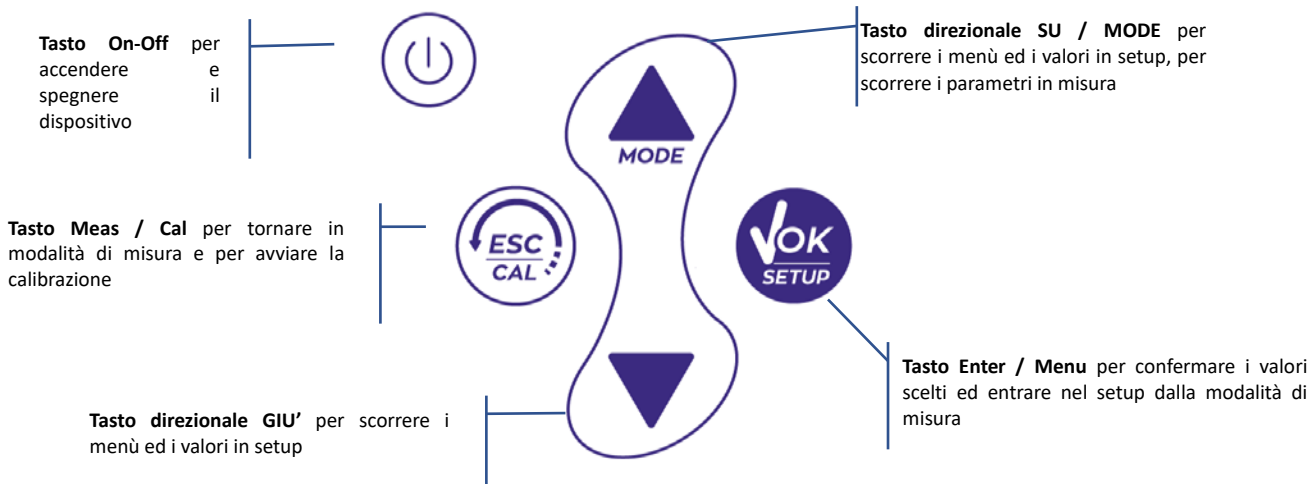 Tasto On-Off per
accendere e
spegnere il
dispositivo
Tasto direzionale SU / MODE per
scorrere i menù ed i valori in setup, per
scorrere i parametri in misura
MODE
Tasto Meas / Cal per tornare in
modalità di misura e per avviare la
calibrazione
ESC
CAL
OK
SETUP
Tasto Enter / Menu per confermare i valori
scelti ed entrare nel setup dalla modalità di
misura
Tasto direzionale GIU’ per scorrere i
menù ed i valori in setup